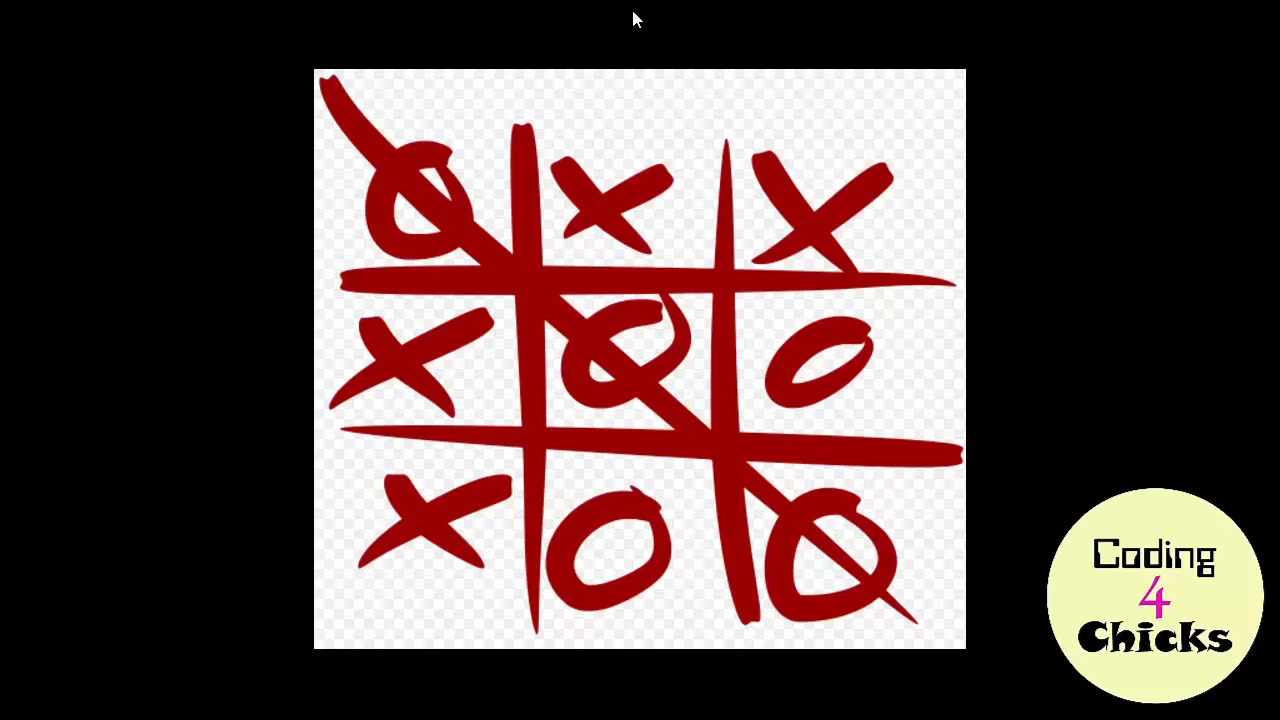 O X X
X O O
X O O
Coding
4
Chicks